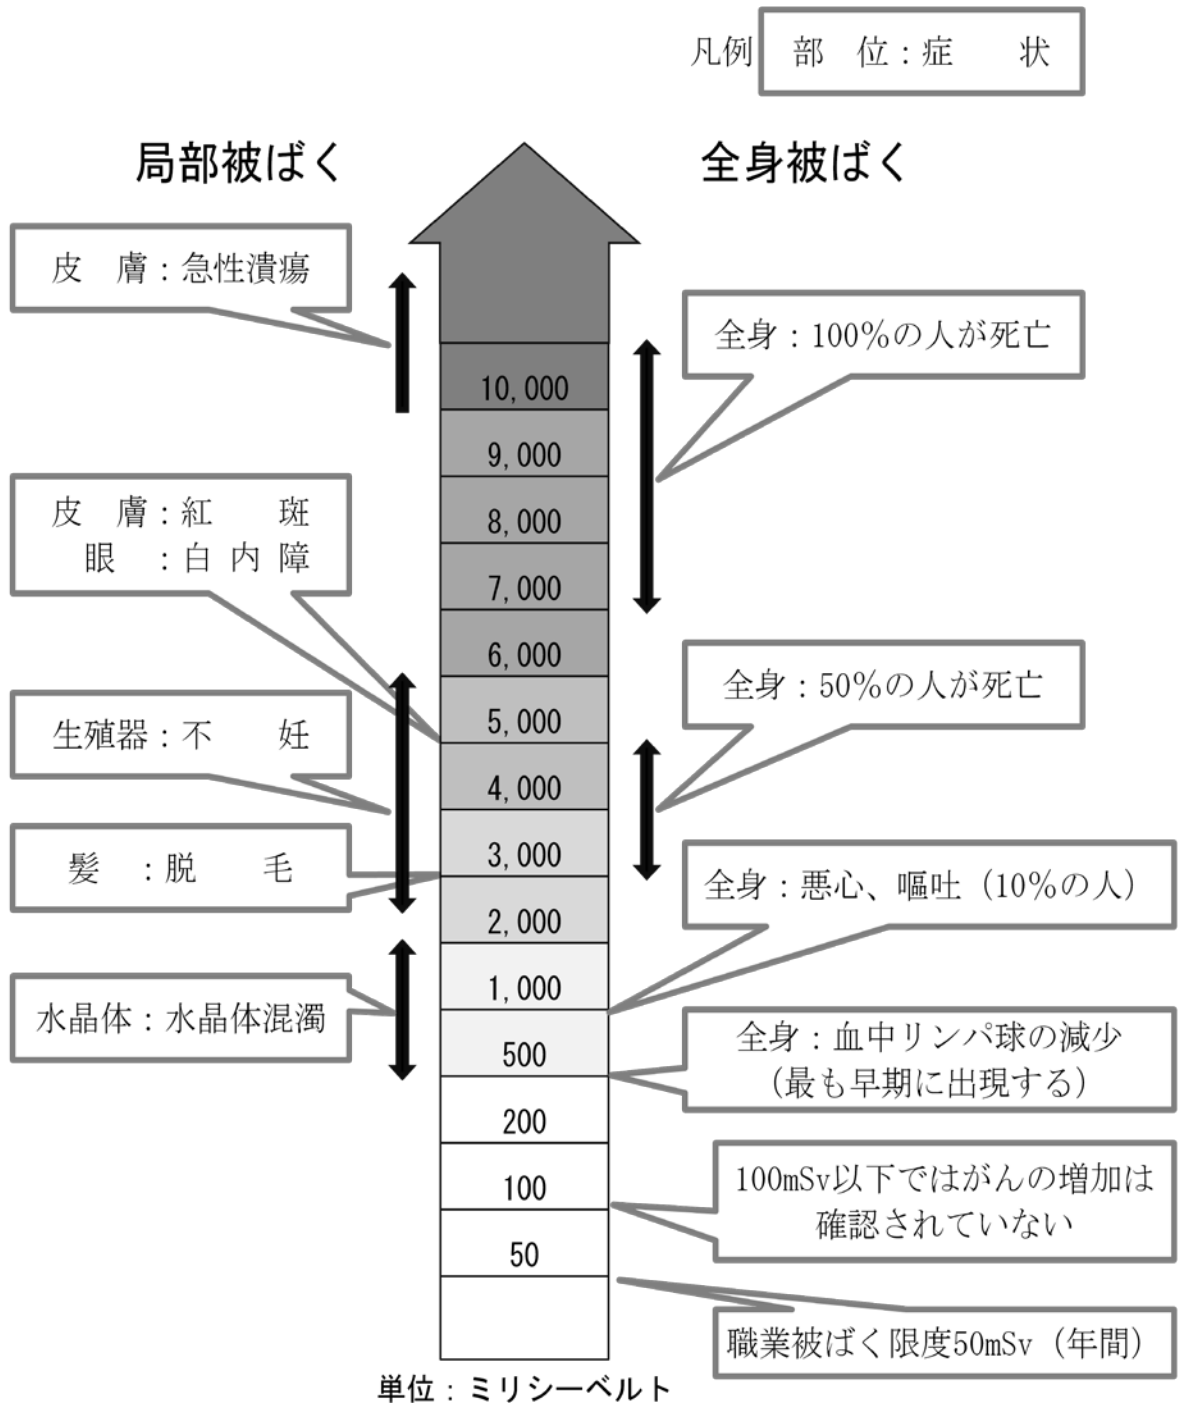 凡例 部 位：症 状
局部被ばく
全身被ばく
皮 膚：急性潰瘍
皮 膚：紅 斑
眼 ：白 内 障
生殖器：不 妊
髪 ：脱 毛
水晶体：水晶体混濁
10,000
9,000
8,000
7,000
6,000
5,000
4,000
3,000
2,000
1,000
500
200
100
50
全身：100％の人が死亡
全身：50％の人が死亡
全身：悪心、嘔吐（10％の人）
全身：血中リンパ球の減少
（最も早期に出現する）
100mSv以下ではがんの増加は
確認されていない
職業被ばく限度50mSv（年間）
単位：ミリシーベルト